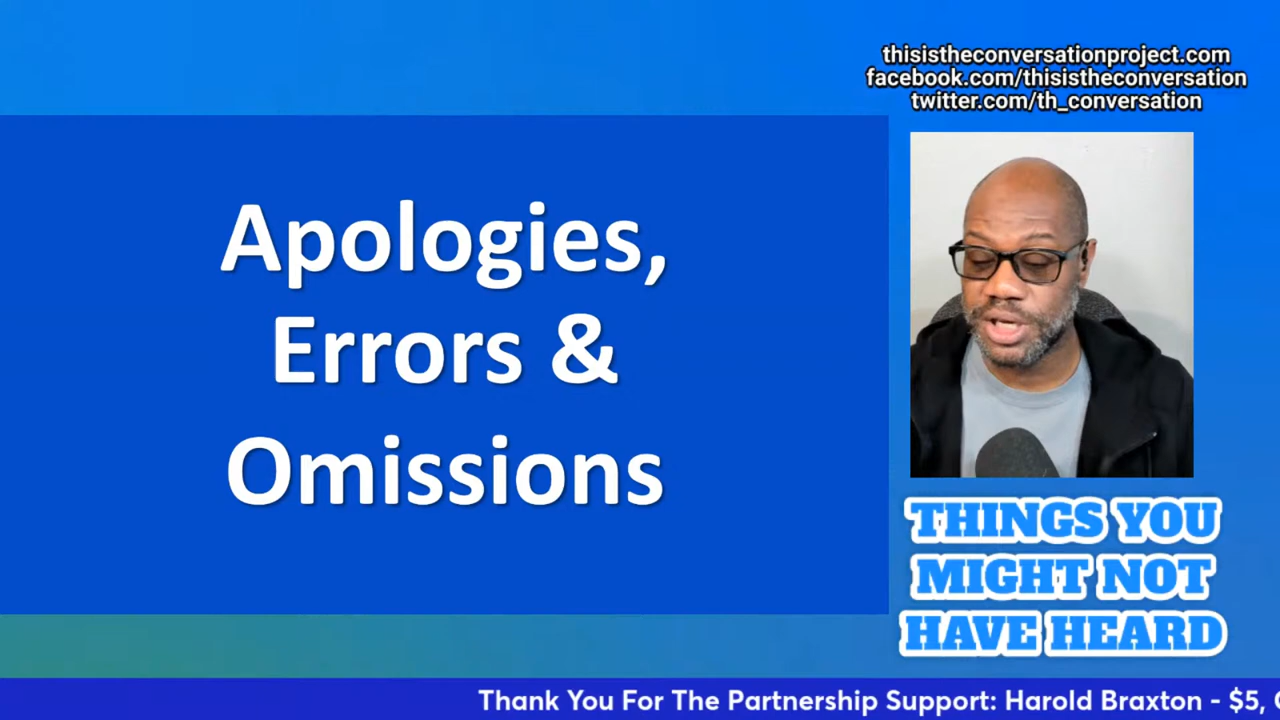 thisistheconversationproject.com
facebook.com/thisistheconversation
twitter.com/th_conversation
Apologies,
Errors &
Omissions
THINGS YOU
MIGHT NOT
HAVE HEARD
Thank You For The Partnership Support: Harold Braxton - $5,